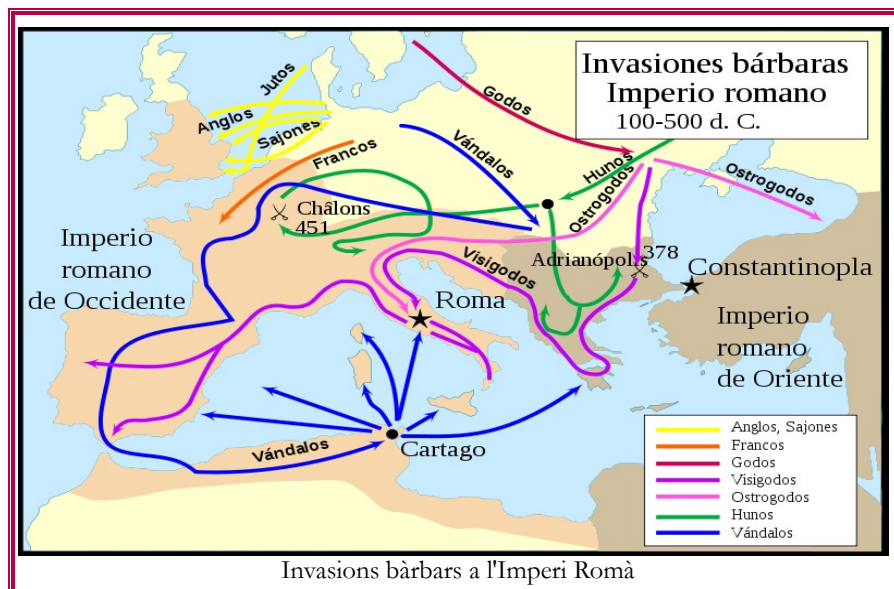 Invasiones bárbaras
Imperio romano
100-500 d. C.
Jutos
Anglos
Sajones
Francos
Godos
Vándalos
Hunos
Ostrogodos
Ostrogodos
Châlons
451
Imperio
romano
de Occidente
Visigodos
Adrianópolis
378
Constantinopla
Roma
Imperio
romano
de Oriente
Vándalos
Cartago
Anglos, Sajones
Francos
Godos
Visigodos
Ostrogodos
Hunos
Vándalos
Invasions bàrbars a l'Imperi Romà